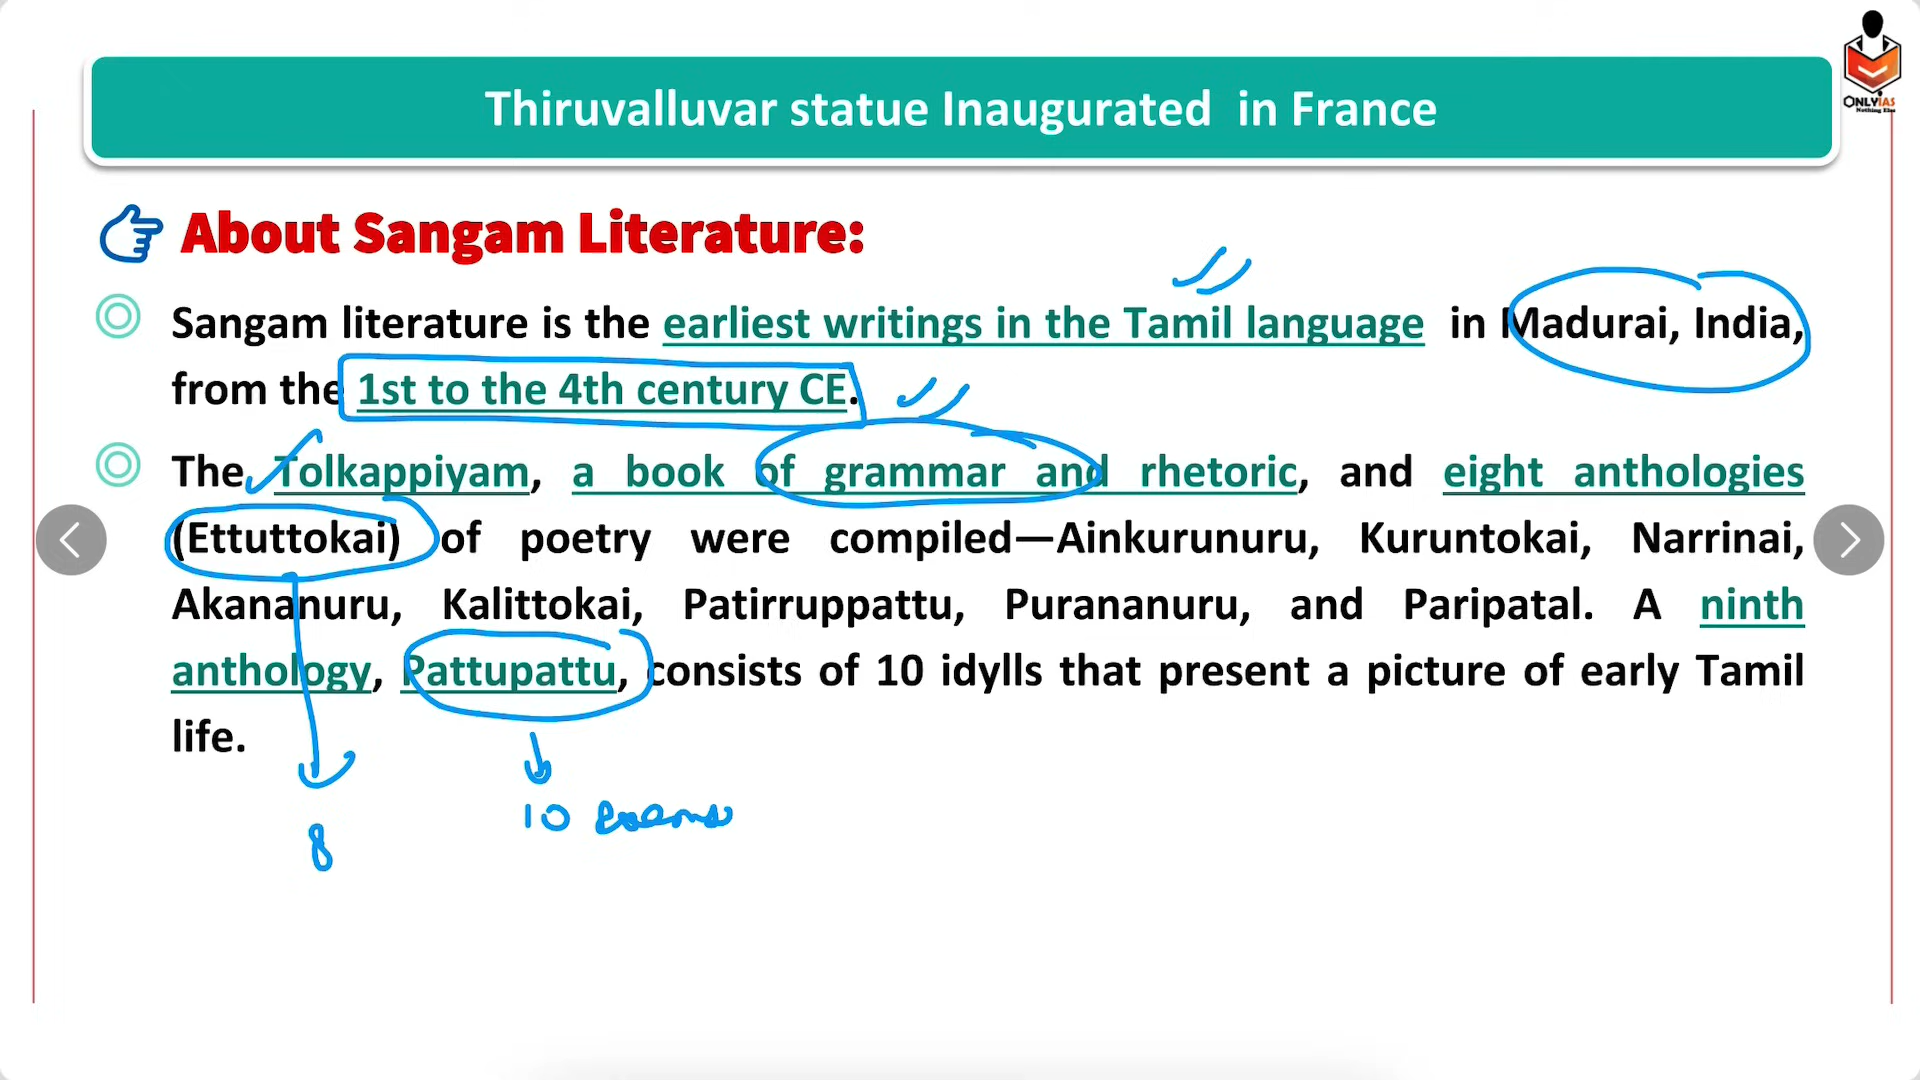 Thiruvalluvar statue Inaugurated in France
ONLYIAS
Nothing Else
About Sangam Literature:
Sangam literature is the earliest writings in the Tamil language in Madurai, India,
from the 1st to the 4th century CE.
The Tolkappiyam, a book of grammar and rhetoric, and eight anthologies
(Ettuttokai) of poetry were compiled—Ainkurunuru, Kuruntokai, Narrinai,
Akananuru, Kalittokai, Patirruppattu, Purananuru, and Paripatal. A ninth
anthology, Pattupattu, consists of 10 idylls that present a picture of early Tamil
life.
10 Poems
8